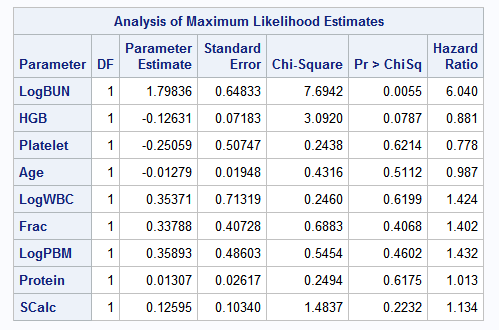 Analysis of Maximum Likelihood Estimates
Parameter DF Parameter Estimate Standard Error Chi-Square Pr > ChiSq Hazard Ratio
LogBUN 1 1.79836 0.64833 7.6942 0.0055 6.040
HGB 1 -0.12631 0.07183 3.0920 0.0787 0.881
Platelet 1 -0.25059 0.50747 0.2438 0.6214 0.778
Age 1 -0.01279 0.01948 0.4316 0.5112 0.987
LogWBC 1 0.35371 0.71319 0.2460 0.6199 1.424
Frac 1 0.33788 0.40728 0.6883 0.4068 1.402
LogPBM 1 0.35893 0.48603 0.5454 0.4602 1.432
Protein 1 0.01307 0.02617 0.2494 0.6175 1.013
SCalc 1 0.12595 0.10340 1.4837 0.2232 1.134